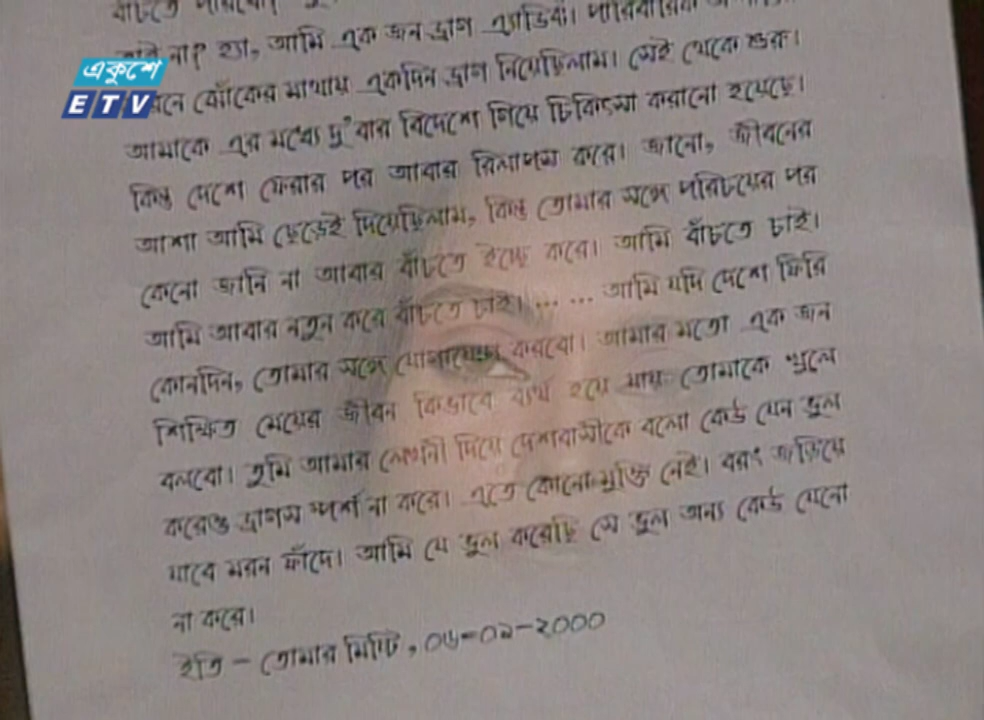 বাঁচতে পারবো?
না? হ্যা, আমি এক জন ড্রাগ এ্যাডিক্ট। পারিবারিক
একুশে
ETV
ঝোঁকের মাথায় একদিন ড্রাগ নিয়েছিলাম। সেই থেকে শুরু।
আমাকে এর মধ্যে দু'বার বিদেশে গিয়ে চিকিৎসা করানো হয়েছে।
কিন্তু দেশে ফেরার পর আবার রিলাপস করে। জানো, জীবনের
আশা আমি ছেড়েই দিয়েছিলাম, কিন্তু তোমার সঙ্গে পরিচয়ের পর
কেনো জানি না আবার বাঁচতে ইচ্ছে করে। আমি বাঁচতে চাই।
আমি আবার নতুন করে বাঁচতে চাই। ... ... আমি যদি দেশে ফিরি
কোনদিন, তোমার সঙ্গে যোগাযোগ করবো। আমার মতো এক জন
শিক্ষিত মেয়ের জীবন কিভাবে ব্যর্থ হয়ে যায় তোমাকে খুলে
বলবো। তুমি আমার লেখনী দিয়ে দেশবাসীকে বলো কেউ যেন ভুল
করেও ড্রাগস স্পর্শ না করে। এতে কোনো মুক্তি নেই। বরং জড়িয়ে
যাবে মরন ফাঁদে। আমি যে ভুল করেছি সে ভুল অন্য কেউ যেনো
না করে।
ইতি - তোমার মিষ্টি, ০৬-০৯-২০০০